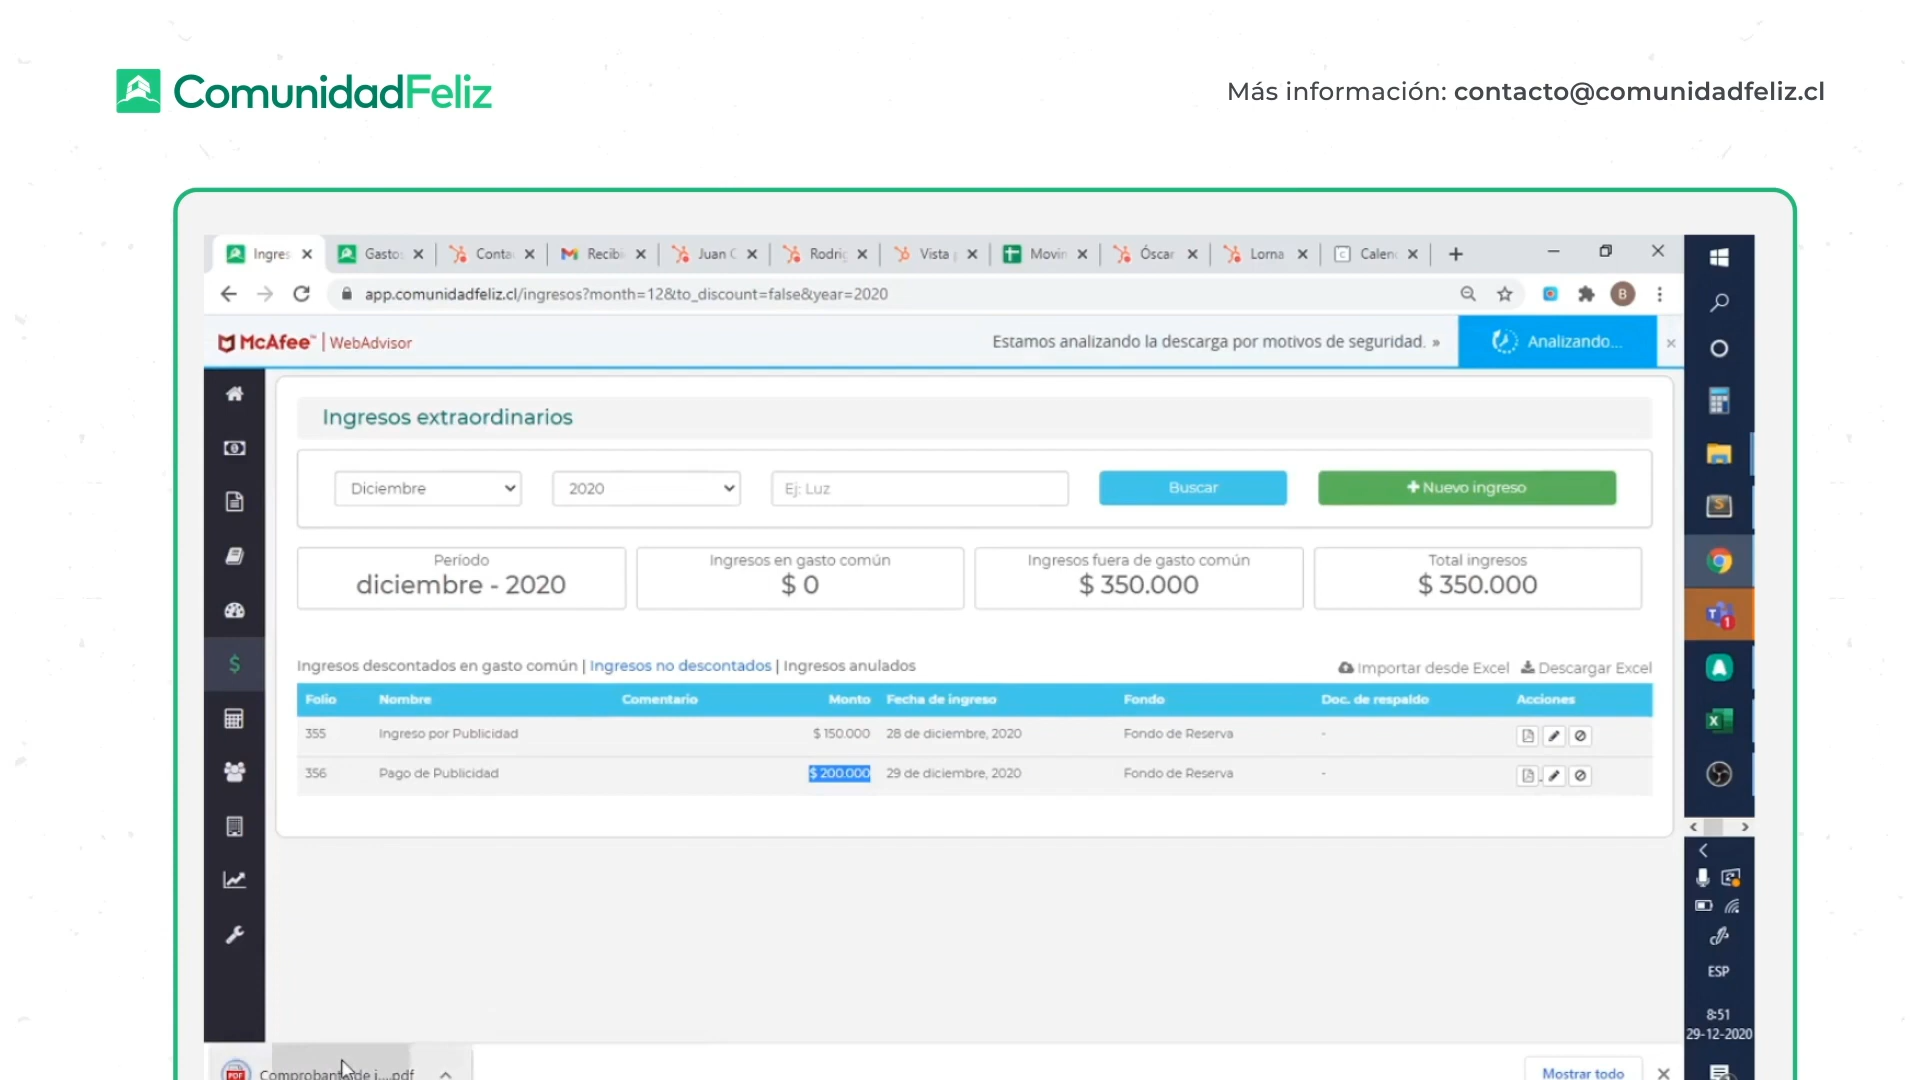 ComunidadFeliz
Más información: contacto@comunidadfeliz.cl
Ingres Gasto Conta Recibi Juan C Rodri Vista Movin Óscar Lorna Calen
app.comunidadfeliz.cl/ingresos?month=12&to_discount=false&year=2020
B
McAfee™ | WebAdvisor
Estamos analizando la descarga por motivos de seguridad. »
Analizando...
Ingresos extraordinarios
Diciembre
2020
Ej: Luz
Buscar
Nuevo ingreso
Período
diciembre - 2020
Ingresos en gasto común
$ 0
Ingresos fuera de gasto común
$ 350.000
Total ingresos
$ 350.000
Ingresos descontados en gasto común | Ingresos no descontados | Ingresos anulados
Importar desde Excel Descargar Excel
Folio Nombre Comentario Monto Fecha de ingreso Fondo Doc. de respaldo Acciones
355 Ingreso por Publicidad $ 150.000 28 de diciembre, 2020 Fondo de Reserva -
356 Pago de Publicidad $ 200.000 29 de diciembre, 2020 Fondo de Reserva -
ESP
8:51
29-12-2020
Mostrar todo